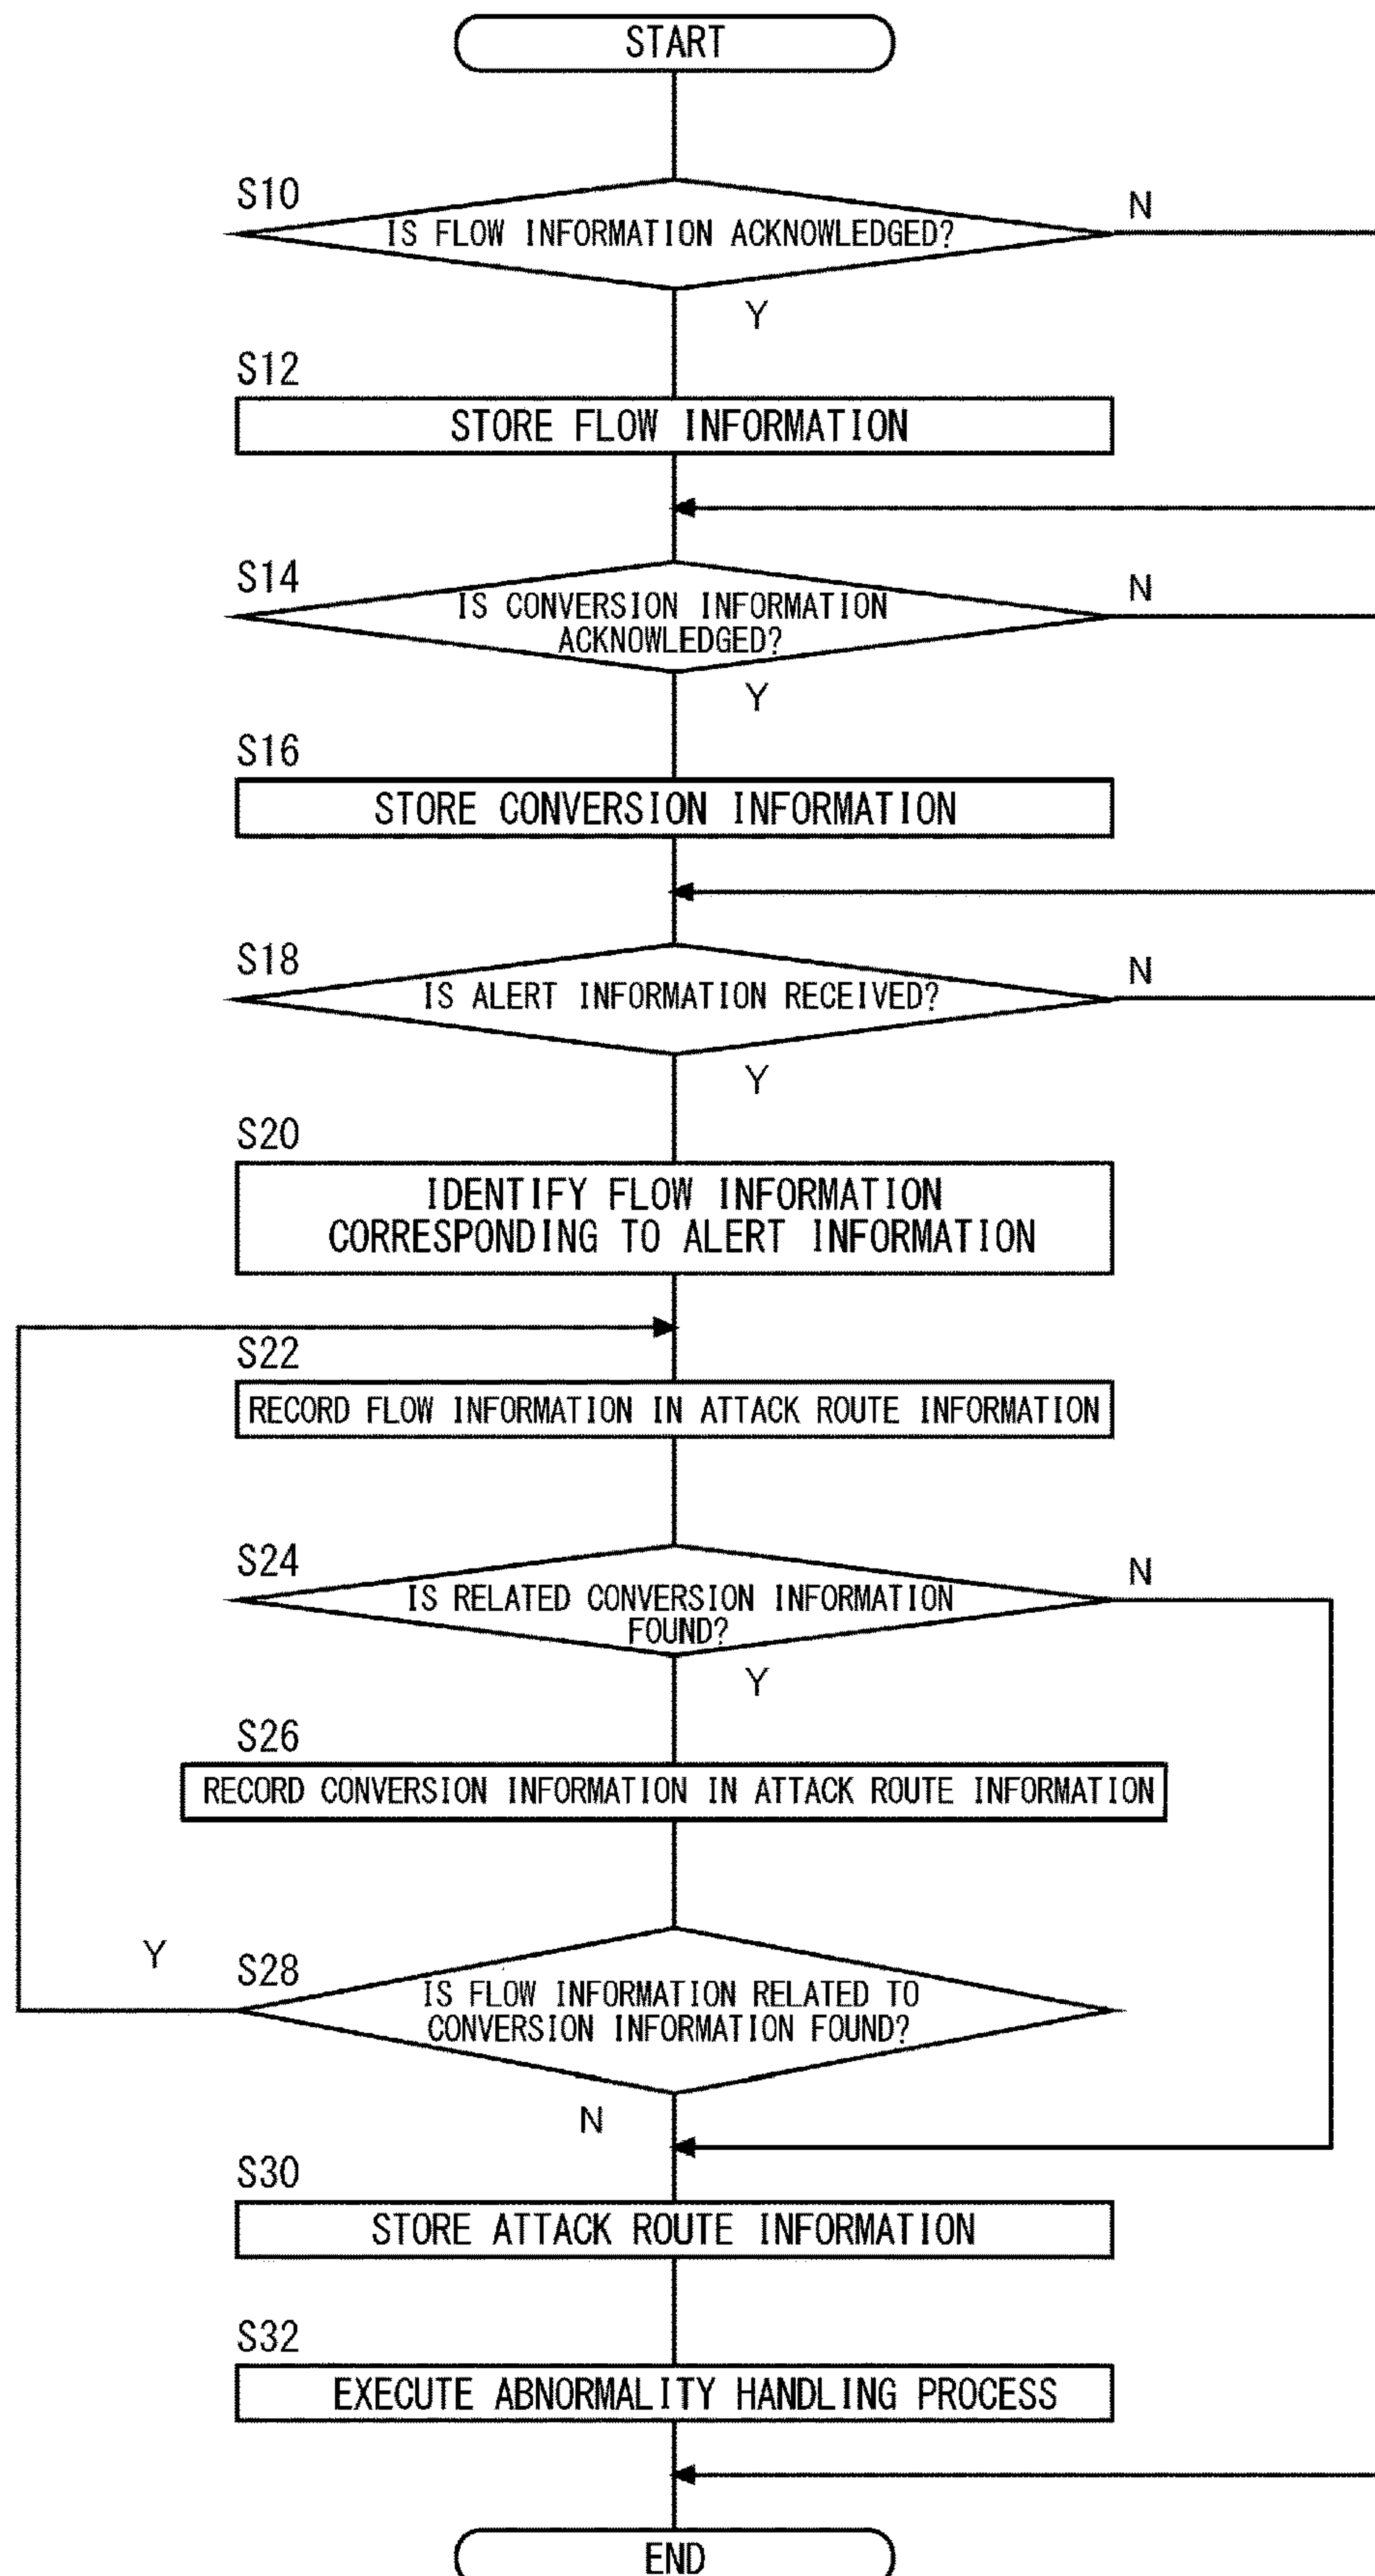 START
S10
N
IS FLOW INFORMATION ACKNOWLEDGED?
Y
S12
STORE FLOW INFORMATION
S14
N
IS CONVERSION INFORMATION
ACKNOWLEDGED?
Y
S16
STORE CONVERSION INFORMATION
S18
N
IS ALERT INFORMATION RECEIVED?
Y
S20
IDENTIFY FLOW INFORMATION
CORRESPONDING TO ALERT INFORMATION
S22
RECORD FLOW INFORMATION IN ATTACK ROUTE INFORMATION
S24
N
IS RELATED CONVERSION INFORMATION
FOUND?
Y
S26
RECORD CONVERSION INFORMATION IN ATTACK ROUTE INFORMATION
Y
S28
IS FLOW INFORMATION RELATED TO
CONVERSION INFORMATION FOUND?
N
S30
STORE ATTACK ROUTE INFORMATION
S32
EXECUTE ABNORMALITY HANDLING PROCESS
END